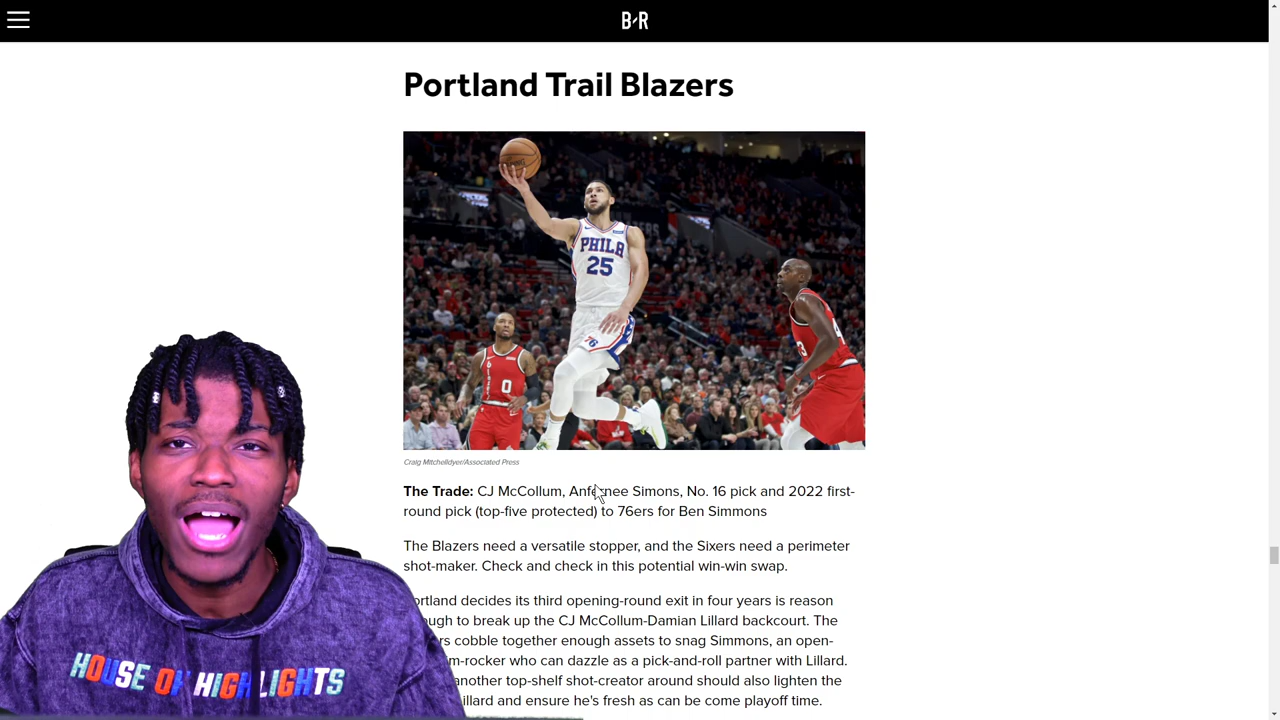 B/R
Portland Trail Blazers
PHILA
25
76
0
Craig Mitchelldyer/Associated Press
The Trade: CJ McCollum, Anfernee Simons, No. 16 pick and 2022 first-
round pick (top-five protected) to 76ers for Ben Simmons
The Blazers need a versatile stopper, and the Sixers need a perimeter
shot-maker. Check and check in this potential win-win swap.
Portland decides its third opening-round exit in four years is reason
to break up the CJ McCollum-Damian Lillard backcourt. The
cobble together enough assets to snag Simmons, an open-
who can dazzle as a pick-and-roll partner with Lillard.
another top-shelf shot-creator around should also lighten the
and ensure he's fresh as can be come playoff time.
HOUSE OF HIGHLIGHTS